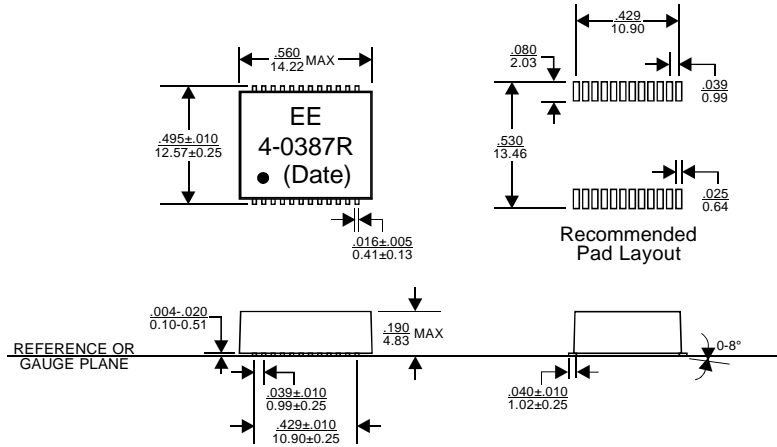 .560
14.22 MAX
.495±.010
12.57±0.25
EE
4-0387R
(Date)
.016±.005
0.41±0.13
.429
10.90
.080
2.03
.039
0.99
.530
13.46
.025
0.64
Recommended
Pad Layout
.004-.020
0.10-0.51
REFERENCE OR
GAUGE PLANE
.190
4.83 MAX
.039±.010
0.99±0.25
.429±.010
10.90±0.25
.040±.010
1.02±0.25
0-8°